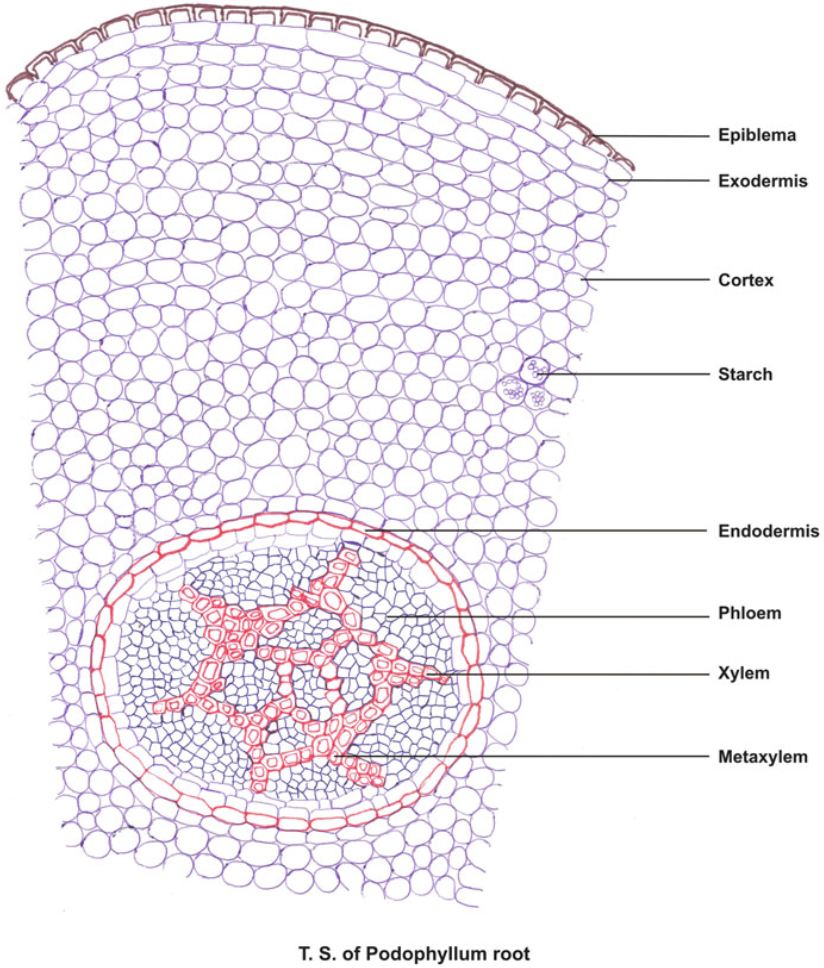 Epiblema
Exodermis
Cortex
Starch
Endodermis
Phloem
Xylem
Metaxylem
T. S. of Podophyllum root